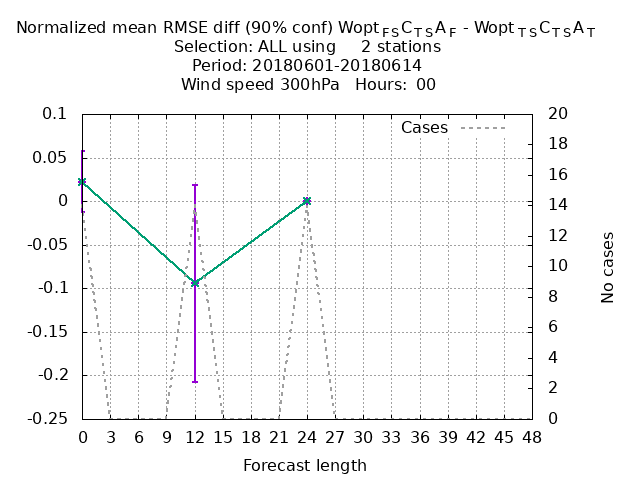 Normalized mean RMSE diff (90% conf) Wopt FS C TS A F - Wopt TS C TS A T
Selection: ALL using 2 stations
Period: 20180601-20180614
Wind speed 300hPa Hours: 00
Cases
0.1
0.05
0
-0.05
-0.1
-0.15
-0.2
-0.25
20
18
16
14
12
10
8
6
4
2
0
No cases
0 3 6 9 12 15 18 21 24 27 30 33 36 39 42 45 48
Forecast length